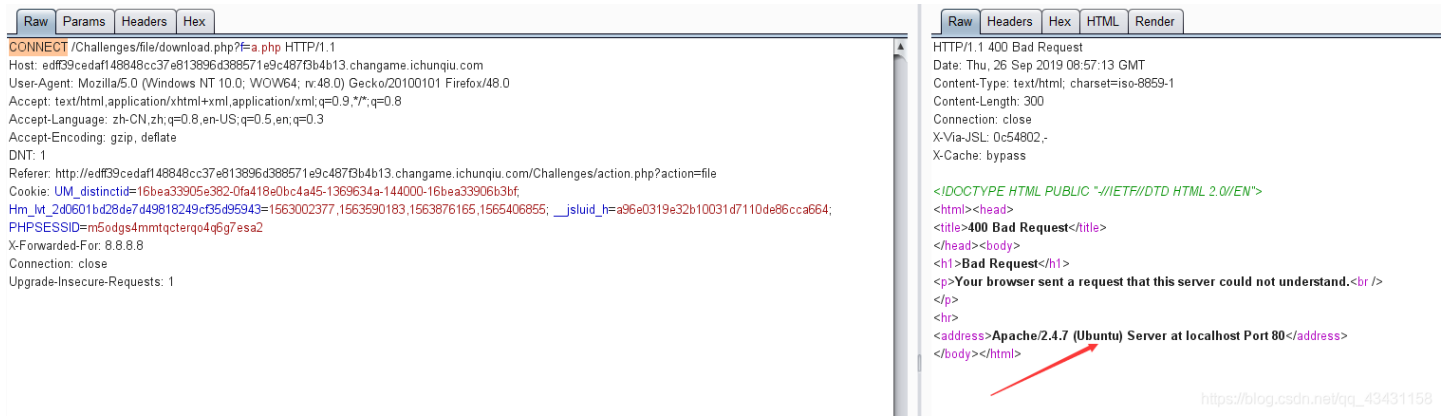 Raw Params Headers Hex
CONNECT /Challenges/file/download.php?f=a.php HTTP/1.1
Host: edff39cedaf148848cc37e813896d388571e9c487f3b4b13.changame.ichunqiu.com
User-Agent: Mozilla/5.0 (Windows NT 10.0; WOW64; rv:48.0) Gecko/20100101 Firefox/48.0
Accept: text/html,application/xhtml+xml,application/xml;q=0.9,*/*;q=0.8
Accept-Language: zh-CN,zh;q=0.8,en-US;q=0.5,en;q=0.3
Accept-Encoding: gzip, deflate
DNT: 1
Referer: http://edff39cedaf148848cc37e813896d388571e9c487f3b4b13.changame.ichunqiu.com/Challenges/action.php?action=file
Cookie: UM_distinctid=16bea33905e382-0fa418e0bc4a45-1369634a-144000-16bea33906b3bf;
Hm_lvt_2d0601bd28de7d49818249cf35d95943=1563002377,1563590183,1563876165,1565406855; __jsluid_h=a96e0319e32b10031d7110de86cca664;
PHPSESSID=m5odgs4mmtqcterqo4q6g7esa2
X-Forwarded-For: 8.8.8.8
Connection: close
Upgrade-Insecure-Requests: 1
Raw Headers Hex HTML Render
HTTP/1.1 400 Bad Request
Date: Thu, 26 Sep 2019 08:57:13 GMT
Content-Type: text/html; charset=iso-8859-1
Content-Length: 300
Connection: close
X-Via-JSL: 0c54802,-
X-Cache: bypass
<!DOCTYPE HTML PUBLIC "-//IETF//DTD HTML 2.0//EN">
<html><head>
<title>400 Bad Request</title>
</head><body>
<h1>Bad Request</h1>
<p>Your browser sent a request that this server could not understand.<br />
</p>
<hr>
<address>Apache/2.4.7 (Ubuntu) Server at localhost Port 80</address>
</body></html>
https://blog.csdn.net/qq_43431158